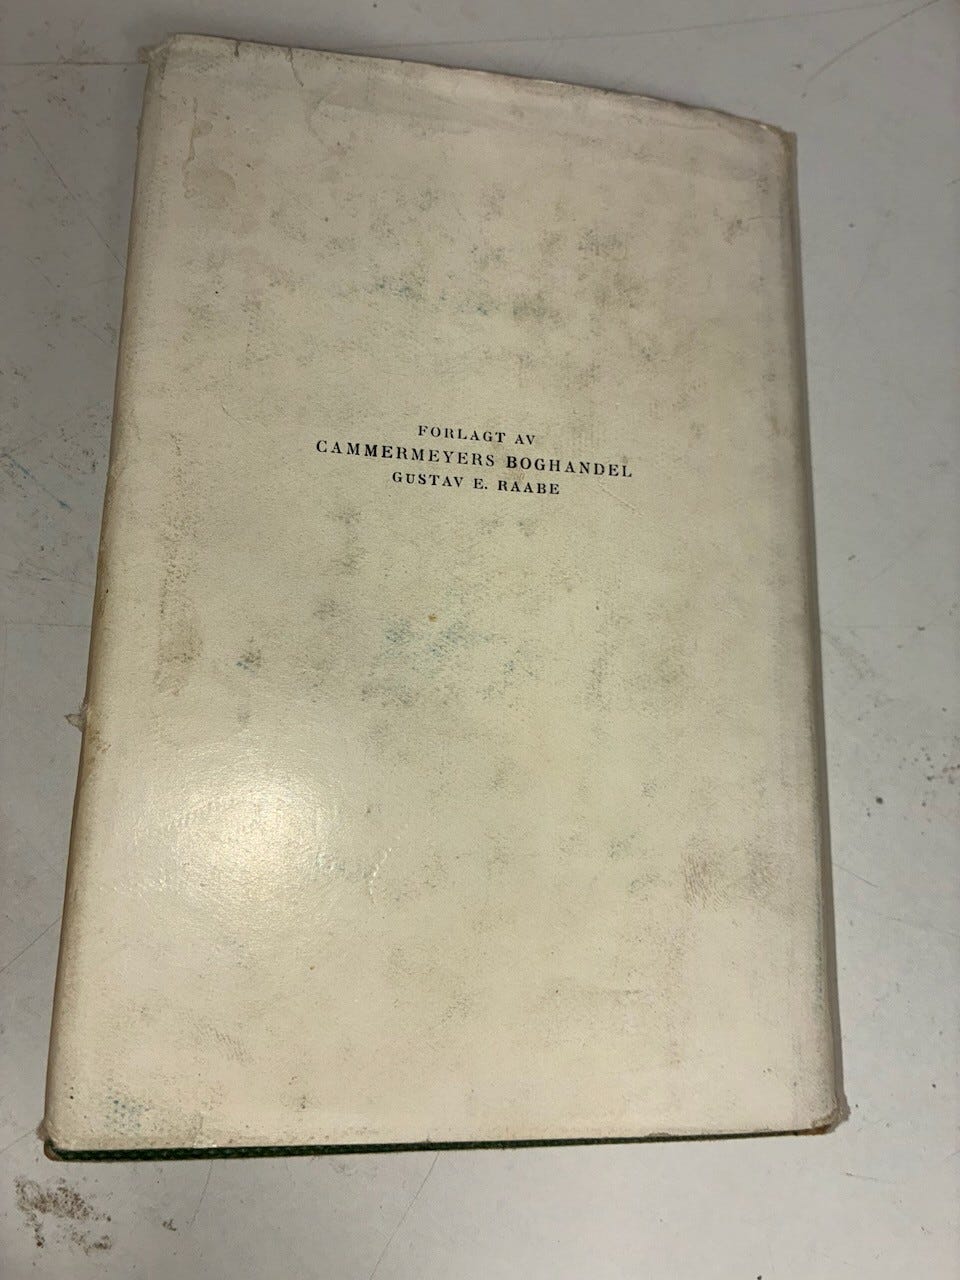 FORLAGT AV
CAMMERMEYERS BOGHANDEL
GUSTAV E. RAABE